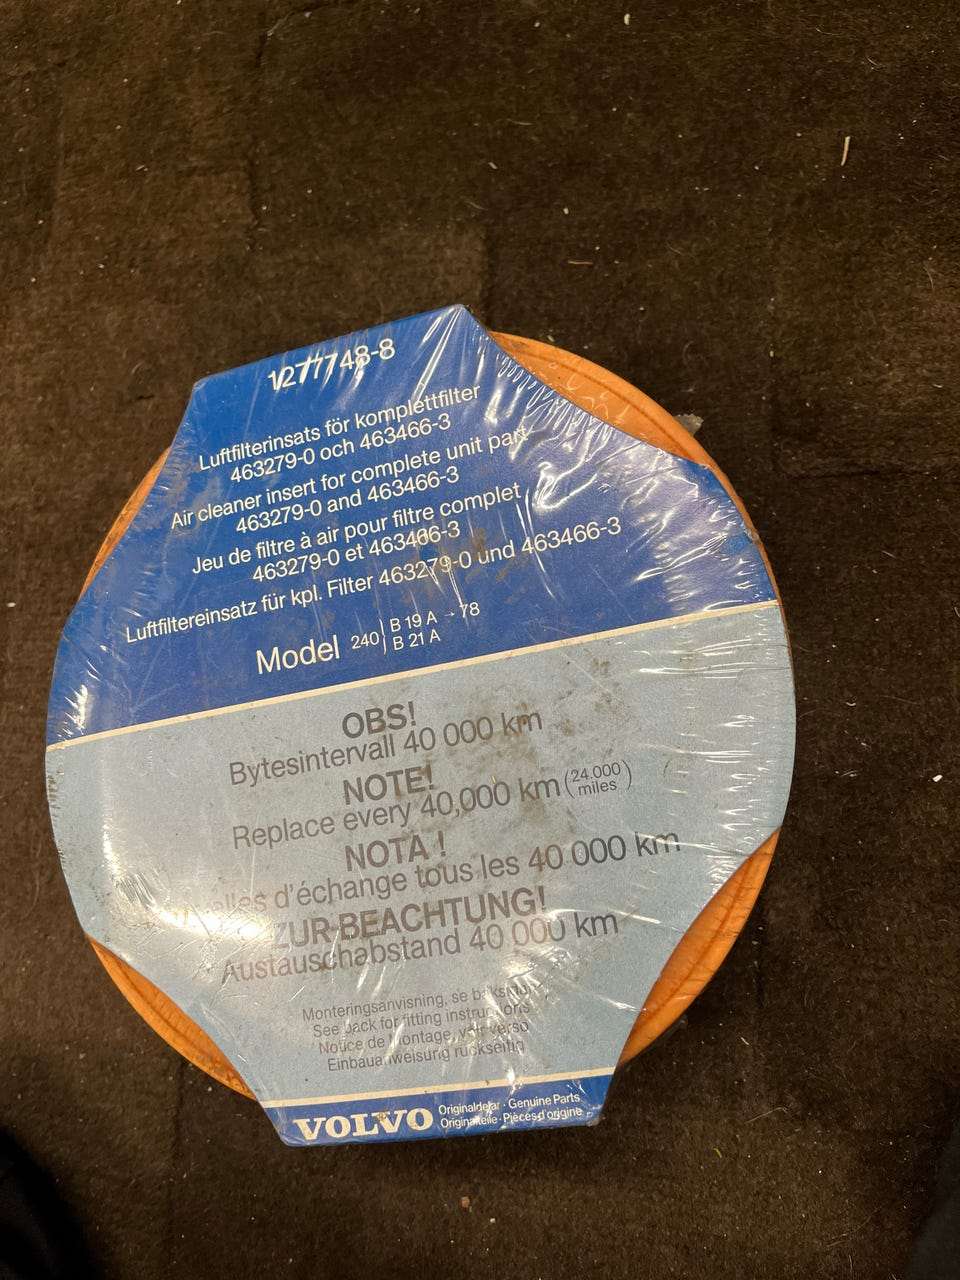 1277748-8
Luftfilterinsats för komplettfilter
463279-0 och 463466-3
Air cleaner insert for complete unit part
463279-0 and 463466-3
Jeu de filtre à air pour filtre complet
463279-0 et 463466-3
Luftfiltereinsatz für kpl. Filter 463279-0 und 463466-3
Model 240 B 19 A → 78
B 21 A
OBS!
Bytesintervall 40 000 km
NOTE!
Replace every 40,000 km (24.000 miles)
NOTA !
d'échange tous les 40 000 km
ZUR BEACHTUNG!
Austauschabstand 40 000 km
Monteringsanvisning, se
See back for fitting instructions
Notice de Montage, voir verso
Einbauanweisung rückseitig
VOLVO
Originaldelar · Genuine Parts
Originalteile · Pièces d'origine